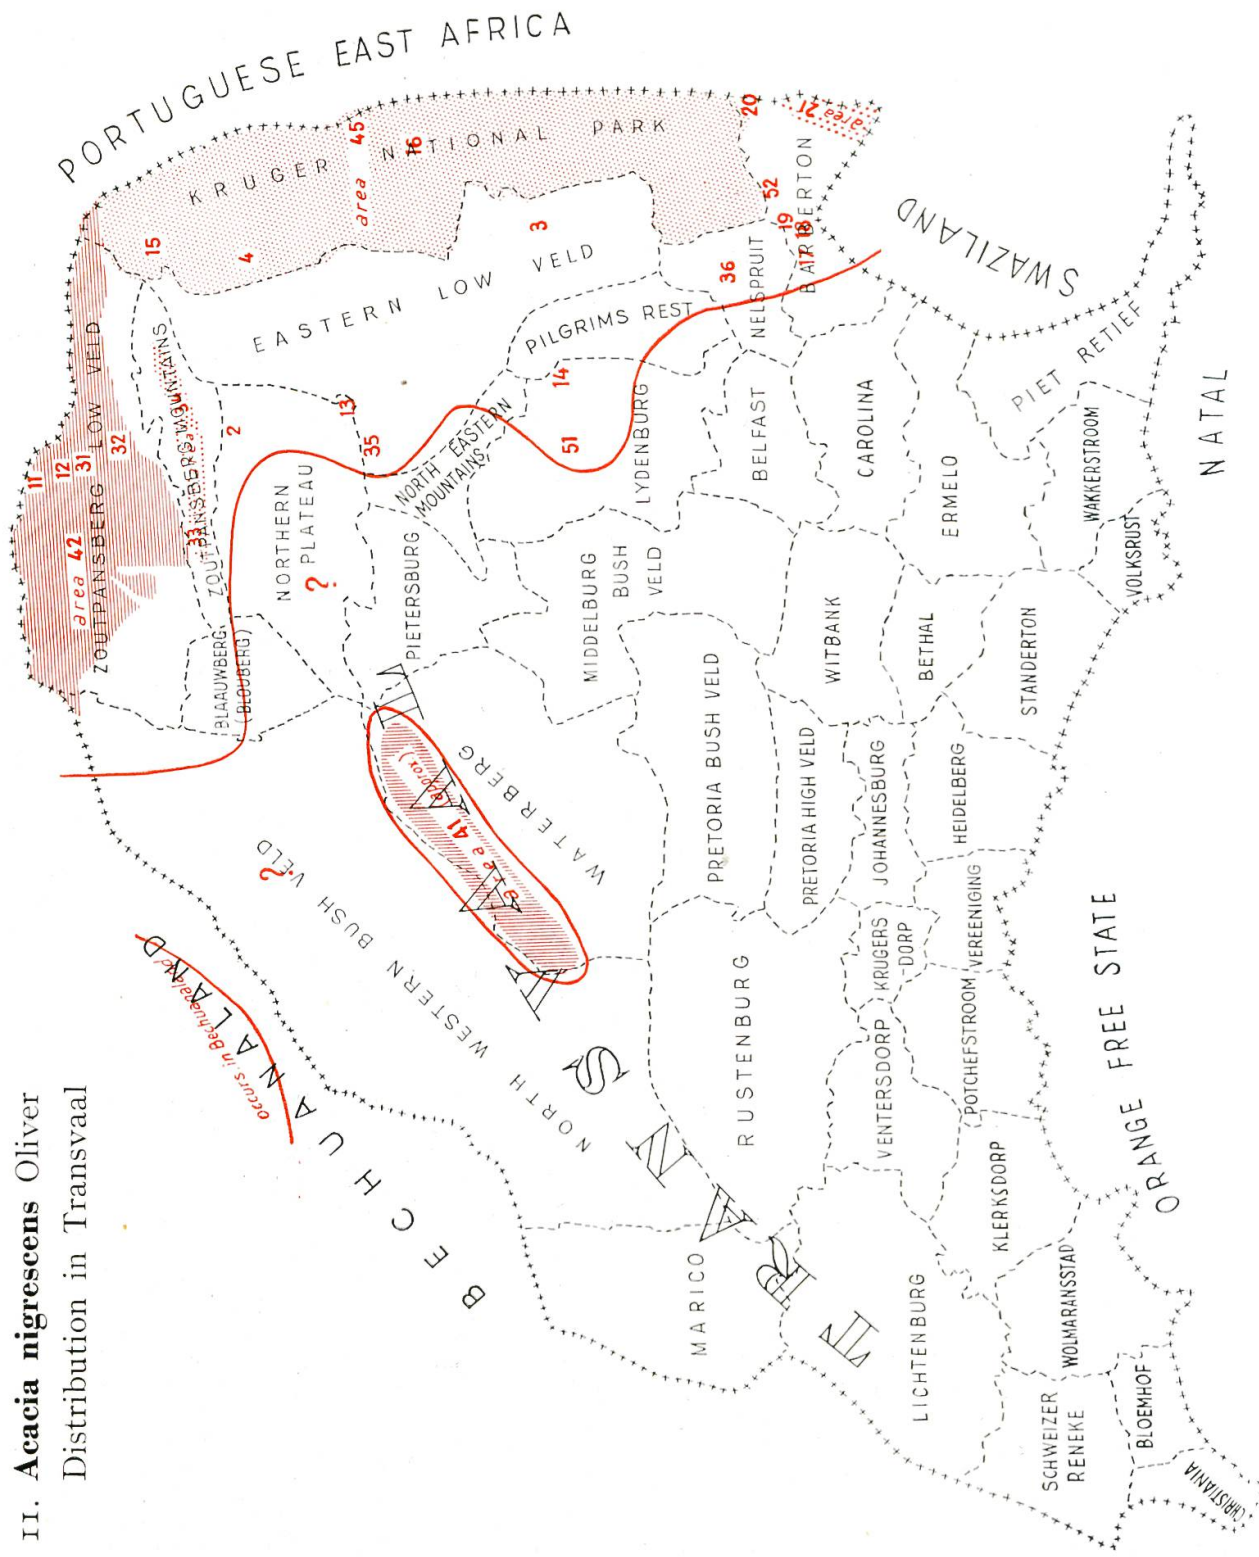 11. Acacia nigrescens Oliver
Distribution in Transvaal
PORTUGUESE EAST AFRICA
BECHUANALAND
occurs in Bechuanaland
SWAZILAND
NATAL
ORANGE FREE STATE
TRANSVAAL
area 42
11
12
31
32
ZOUTPANSBERG LOW VELD
33
ZOUTPANSBERG MOUNTAINS
15
4
KRUGER NATIONAL PARK
area 45
16
2
13
35
EASTERN LOW VELD
3
BLAAUWBERG
(BLOUBERG)
NORTHERN
PLATEAU
?
PIETERSBURG
NORTH EASTERN
MOUNTAINS
PILGRIMS REST
14
51
LYDENBURG
36
NELSPRUIT
20
area 21
52
19
18
17
BARBERTON
?
NORTH WESTERN BUSH VELD
area 41 (approx)
WATERBERG
MIDDELBURG
BUSH
VELD
BELFAST
CAROLINA
ERMELO
PIET RETIEF
WAKKERSTROOM
VOLKSRUST
PRETORIA BUSH VELD
WITBANK
BETHAL
STANDERTON
PRETORIA HIGH VELD
JOHANNESBURG
HEIDELBERG
RUSTENBURG
KRUGERS
DORP
VEREENIGING
VENTERSDORP
POTCHEFSTROOM
MARICO
LICHTENBURG
KLERKSDORP
WOLMARANSSTAD
SCHWEIZER
RENEKE
BLOEMHOF
CHRISTIANIA